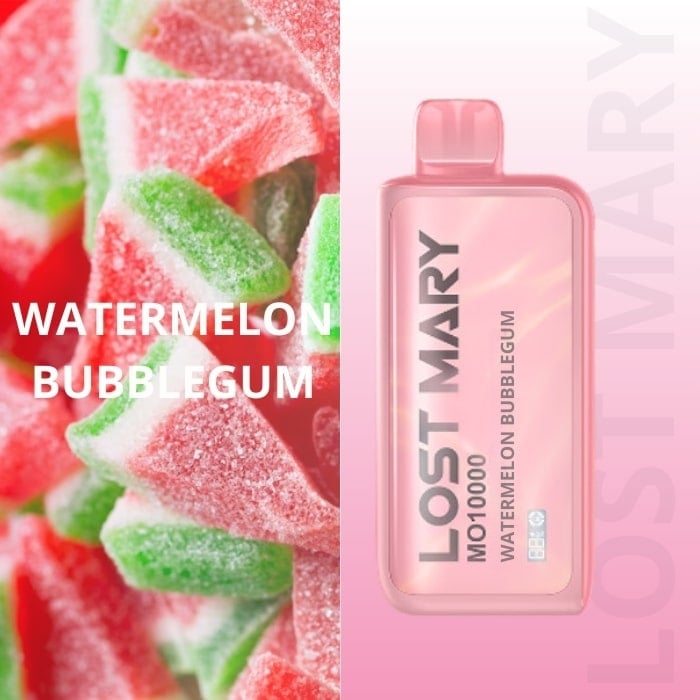 WATERMELON
BUBBLEGUM
LOST MARY
MO10000
WATERMELON BUBBLEGUM
LOST MARY